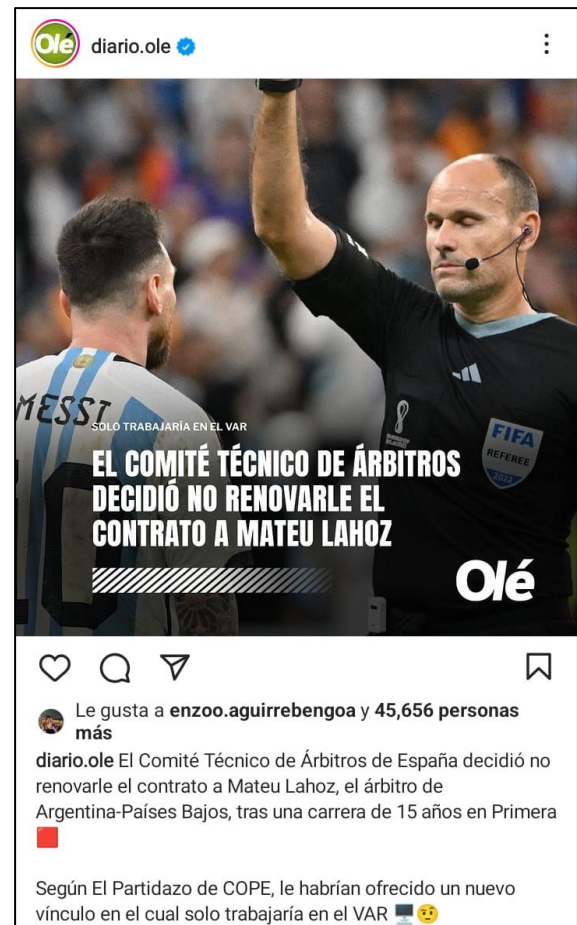 Olé
diario.ole
MESSI
10
SOLO TRABAJARÍA EN EL VAR
FIFA
REFEREE
2022
EL COMITÉ TÉCNICO DE ÁRBITROS
DECIDIÓ NO RENOVARLE EL
CONTRATO A MATEU LAHOZ
Olé
Le gusta a enzoo.aguirrebengoa y 45,656 personas
más
diario.ole El Comité Técnico de Árbitros de España decidió no
renovarle el contrato a Mateu Lahoz, el árbitro de
Argentina-Países Bajos, tras una carrera de 15 años en Primera
🟥
Según El Partidazo de COPE, le habrían ofrecido un nuevo
vínculo en el cual solo trabajaría en el VAR 🖥️🤨